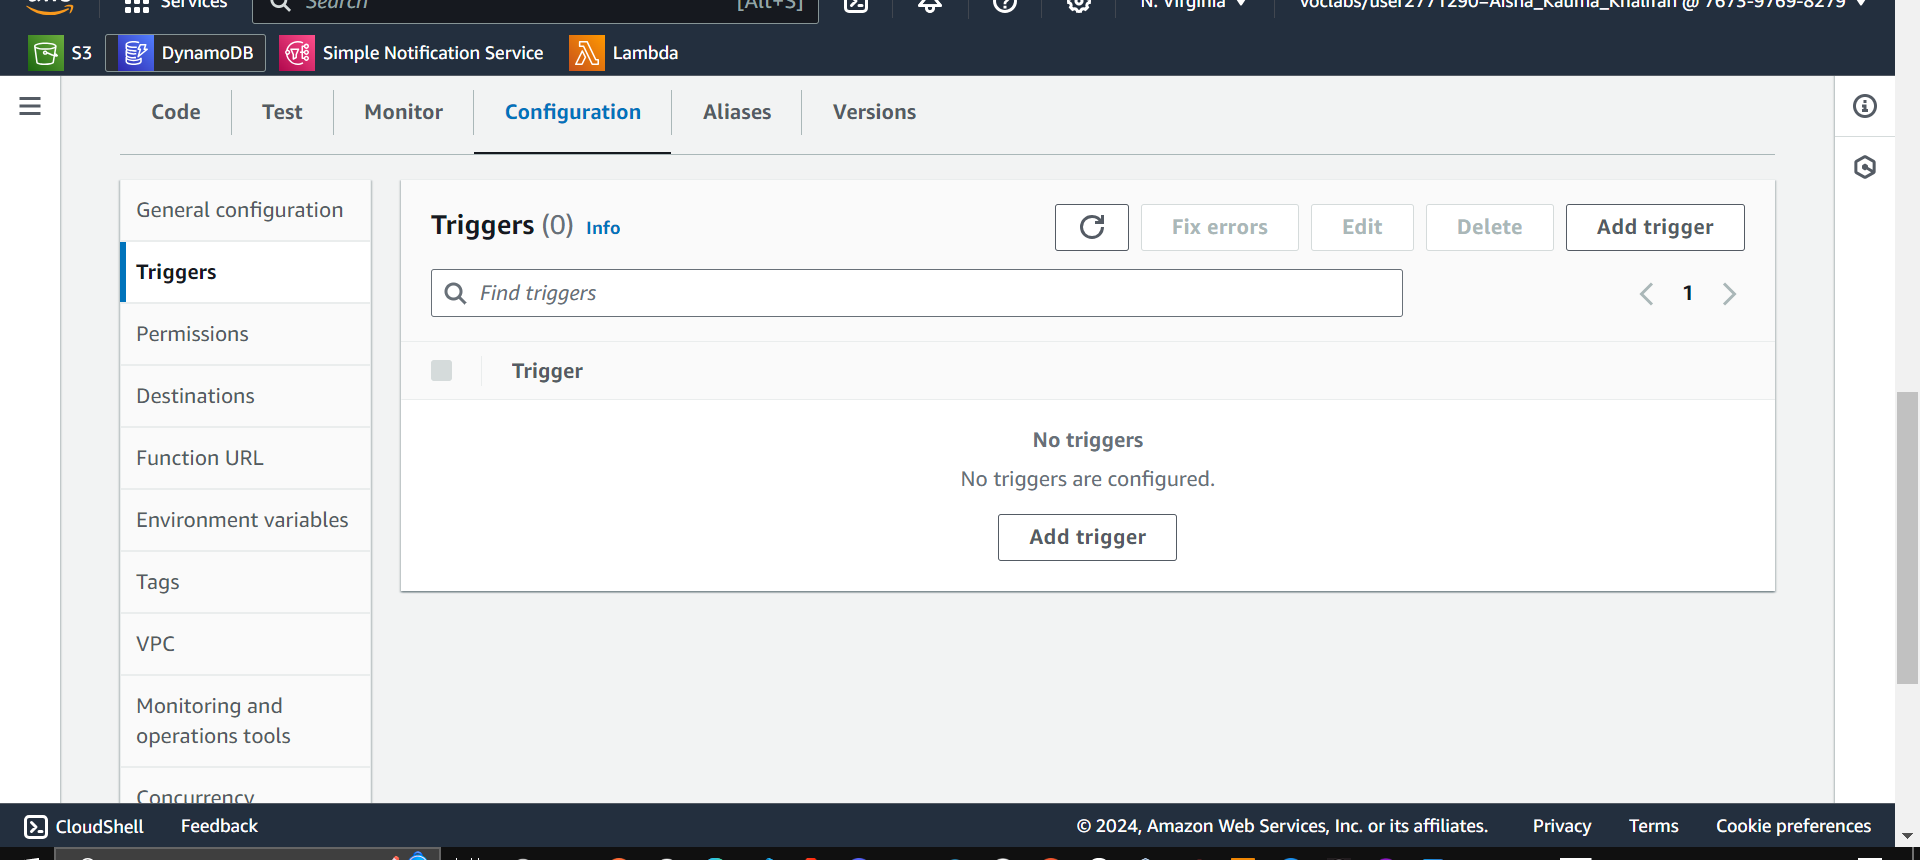 Services
Search
[Alt+S]
N. Virginia
voclabs/user2771290=Aisha_Kauma_Khalifah @ 7673-9769-8279
S3
DynamoDB
Simple Notification Service
Lambda
Code
Test
Monitor
Configuration
Aliases
Versions
General configuration
Triggers
Permissions
Destinations
Function URL
Environment variables
Tags
VPC
Monitoring and
operations tools
Concurrency
Triggers (0) Info
Fix errors
Edit
Delete
Add trigger
Find triggers
1
Trigger
No triggers
No triggers are configured.
Add trigger
CloudShell
Feedback
© 2024, Amazon Web Services, Inc. or its affiliates.
Privacy
Terms
Cookie preferences